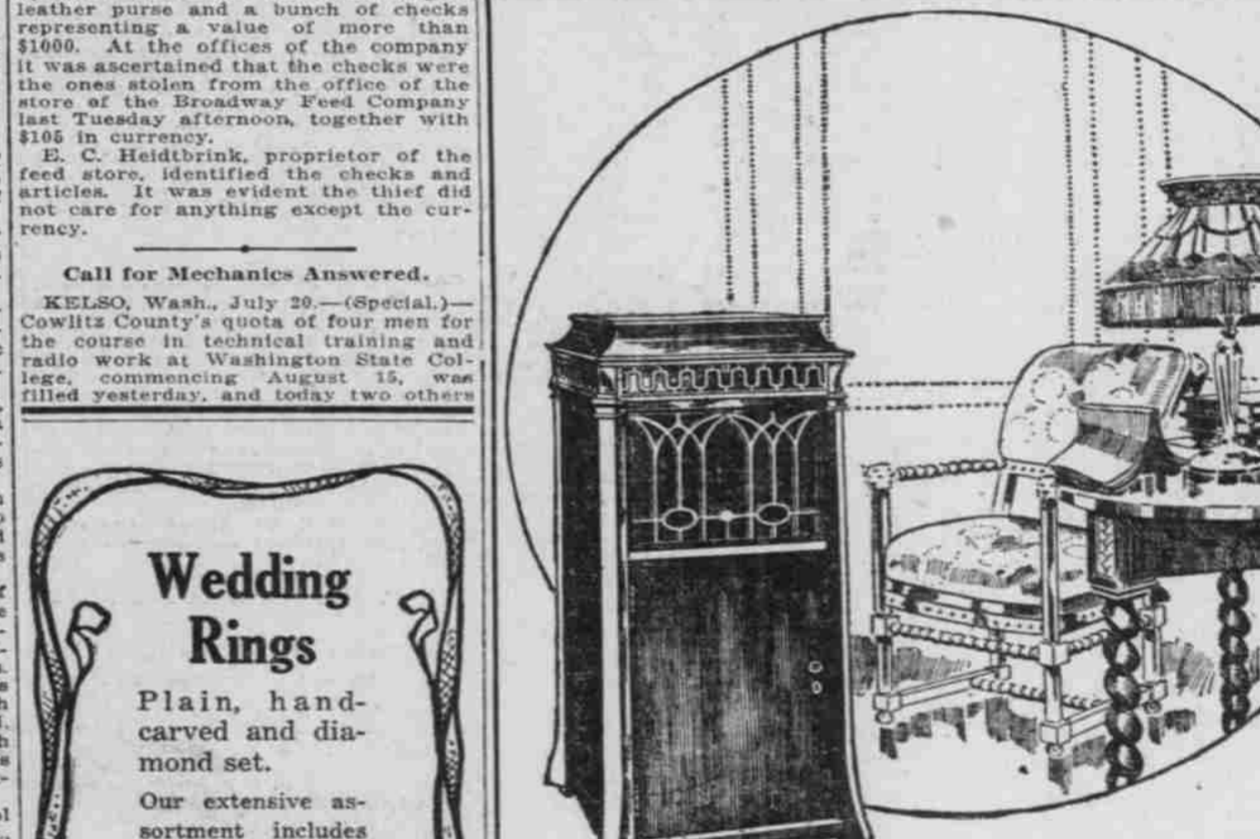 leather purse and a bunch of checks
representing a value of more than
$1000. At the offices of the company
it was ascertained that the checks were
the ones stolen from the office of the
store of the Broadway Feed Company
last Tuesday afternoon, together with
$105 in currency.
E. C. Heidtbrink, proprietor of the
feed store, identified the checks and
articles. It was evident the thief did
not care for anything except the cur-
rency.
Call for Mechanics Answered.
KELSO, Wash., July 20.—(Special.)—
Cowlitz County's quota of four men for
the course in technical training and
radio work at Washington State Col-
lege, commencing August 15, was
filled yesterday, and today two others
Wedding
Rings
Plain, hand-
carved and dia-
mond set.
Our extensive as-
sortment includes